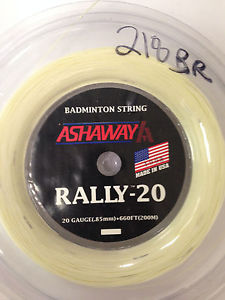 218BR
BADMINTON STRING
ASHAWAY
MADE IN USA
RALLY-20
20 GAUGE(.85mm)•660FT(200M)